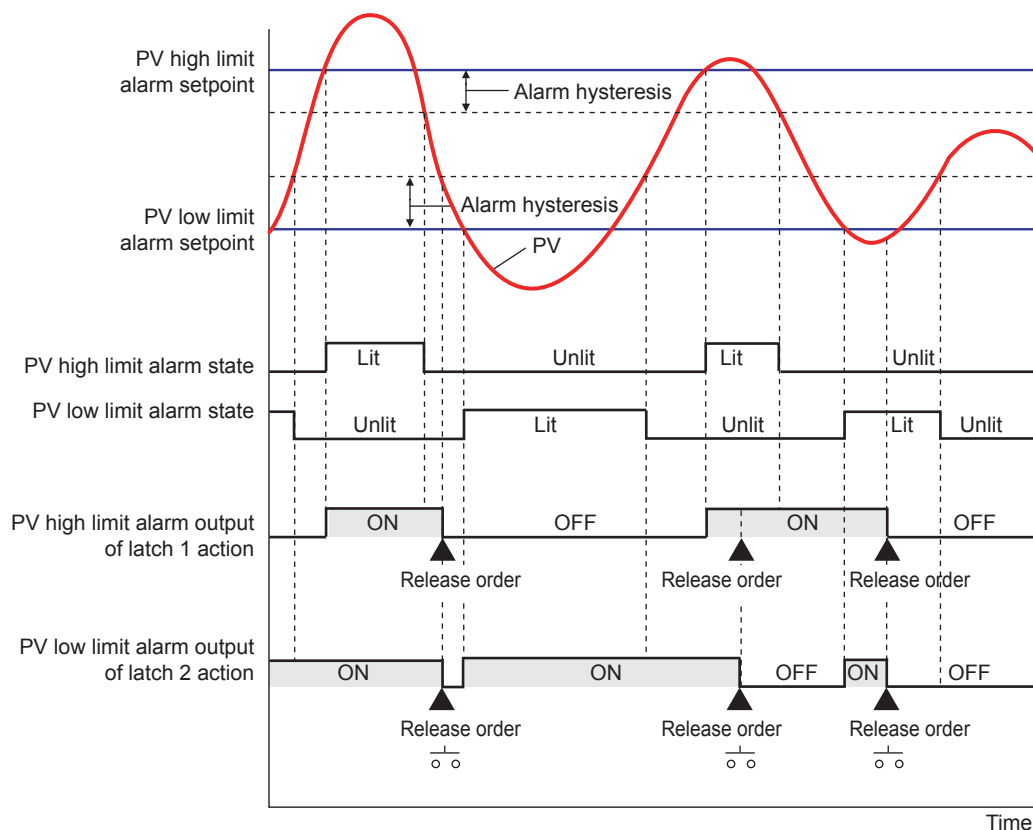 PV high limit
alarm setpoint
Alarm hysteresis
Alarm hysteresis
PV low limit
alarm setpoint
PV
PV high limit alarm state
Lit
Unlit
Lit
Unlit
PV low limit alarm state
Unlit
Lit
Unlit
Lit
Unlit
PV high limit alarm output
of latch 1 action
ON
OFF
ON
OFF
Release order
Release order
Release order
PV low limit alarm output
of latch 2 action
ON
ON
OFF
ON
OFF
Release order
Release order
Release order
Time